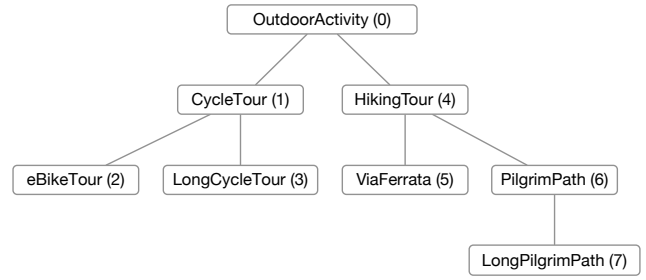 OutdoorActivity (0)
CycleTour (1)
HikingTour (4)
eBikeTour (2)
LongCycleTour (3)
ViaFerrata (5)
PilgrimPath (6)
LongPilgrimPath (7)